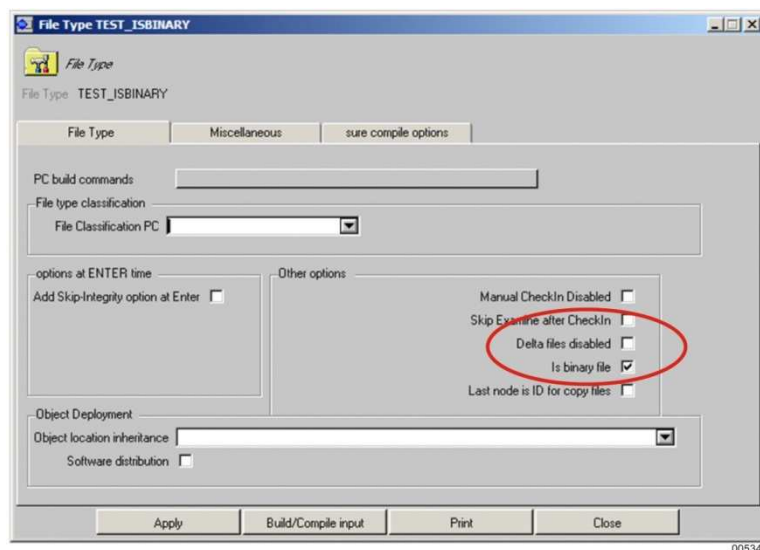 File Type TEST_ISBINARY
File Type
File Type TEST_ISBINARY
File Type Miscellaneous sure compile options
PC build commands
File type classification
File Classification PC
options at ENTER time
Add Skip-Integrity option at Enter
Other options
Manual CheckIn Disabled
Skip Examine after CheckIn
Delta files disabled
Is binary file
Last node is ID for copy files
Object Deployment
Object location inheritance
Software distribution
Apply Build/Compile input Print Close
00534